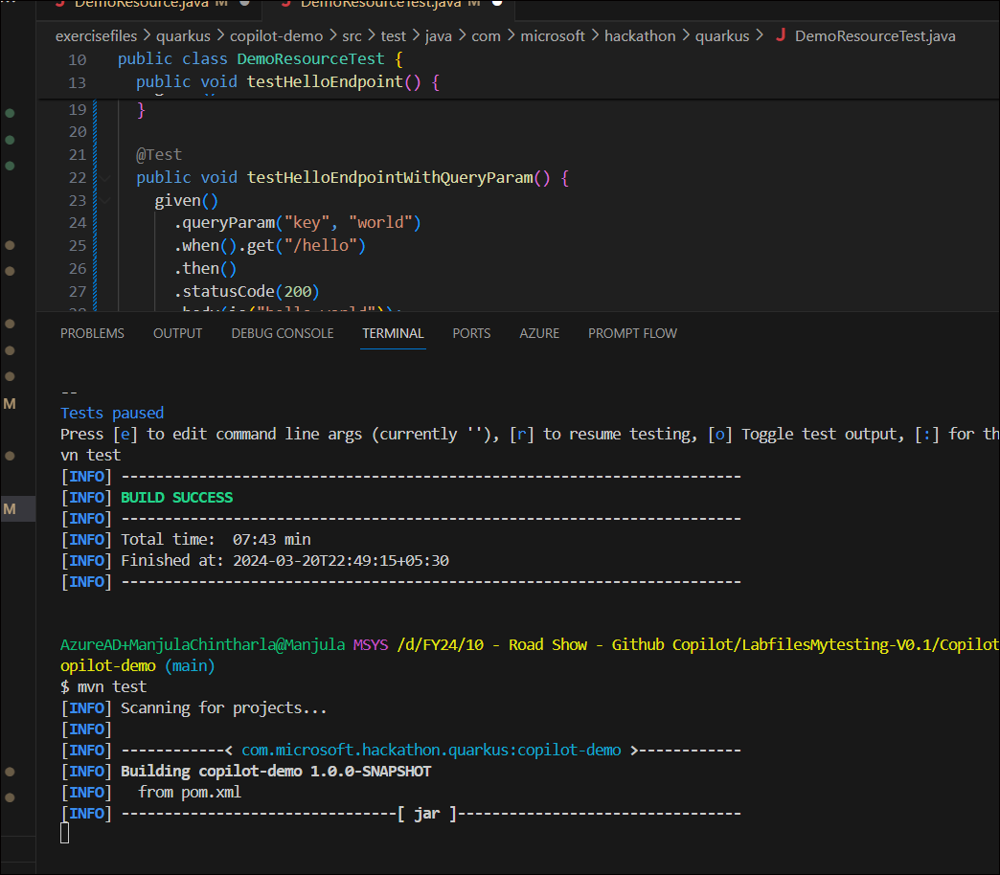 DemoResource.java M DemoResourceTest.java M
exercisefiles > quarkus > copilot-demo > src > test > java > com > microsoft > hackathon > quarkus > J DemoResourceTest.java
10 public class DemoResourceTest {
13 public void testHelloEndpoint() {
19 }
20
21 @Test
22 public void testHelloEndpointWithQueryParam() {
23 given()
24 .queryParam("key", "world")
25 .when().get("/hello")
26 .then()
27 .statusCode(200)
28 .body(is("hello world"));
PROBLEMS OUTPUT DEBUG CONSOLE TERMINAL PORTS AZURE PROMPT FLOW
--
M
Tests paused
Press [e] to edit command line args (currently ''), [r] to resume testing, [o] Toggle test output, [:] for th
vn test
[INFO] ------------------------------------------------------------------------
[INFO] BUILD SUCCESS
M
[INFO] ------------------------------------------------------------------------
[INFO] Total time:  07:43 min
[INFO] Finished at: 2024-03-20T22:49:15+05:30
[INFO] ------------------------------------------------------------------------
AzureAD+ManjulaChintharla@Manjula MSYS /d/FY24/10 - Road Show - Github Copilot/LabfilesMytesting-V0.1/Copilot
opilot-demo (main)
$ mvn test
[INFO] Scanning for projects...
[INFO]
[INFO] ------------< com.microsoft.hackathon.quarkus:copilot-demo >------------
[INFO] Building copilot-demo 1.0.0-SNAPSHOT
[INFO]   from pom.xml
[INFO] --------------------------------[ jar ]---------------------------------